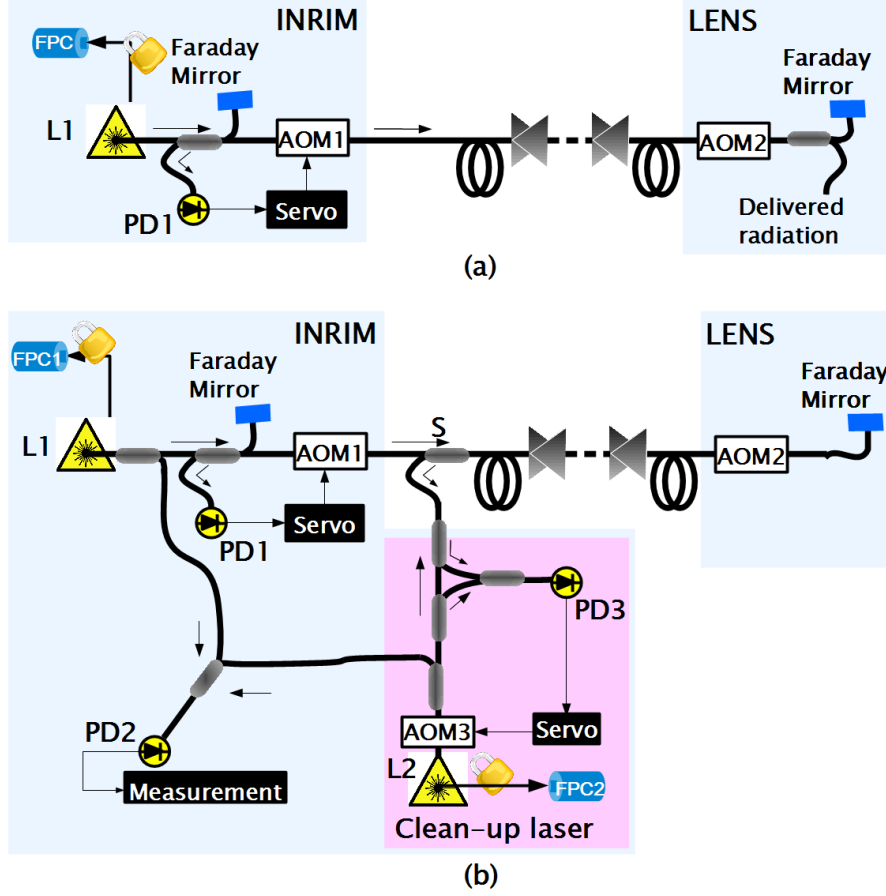 INRIM
LENS
FPC
Faraday
Mirror
Faraday
Mirror
L1
AOM1
AOM2
PD1
Servo
Delivered
radiation
(a)
INRIM
LENS
FPC1
Faraday
Mirror
Faraday
Mirror
S
L1
AOM1
AOM2
PD1
Servo
PD3
PD2
AOM3
Servo
L2
FPC2
Measurement
Clean-up laser
(b)